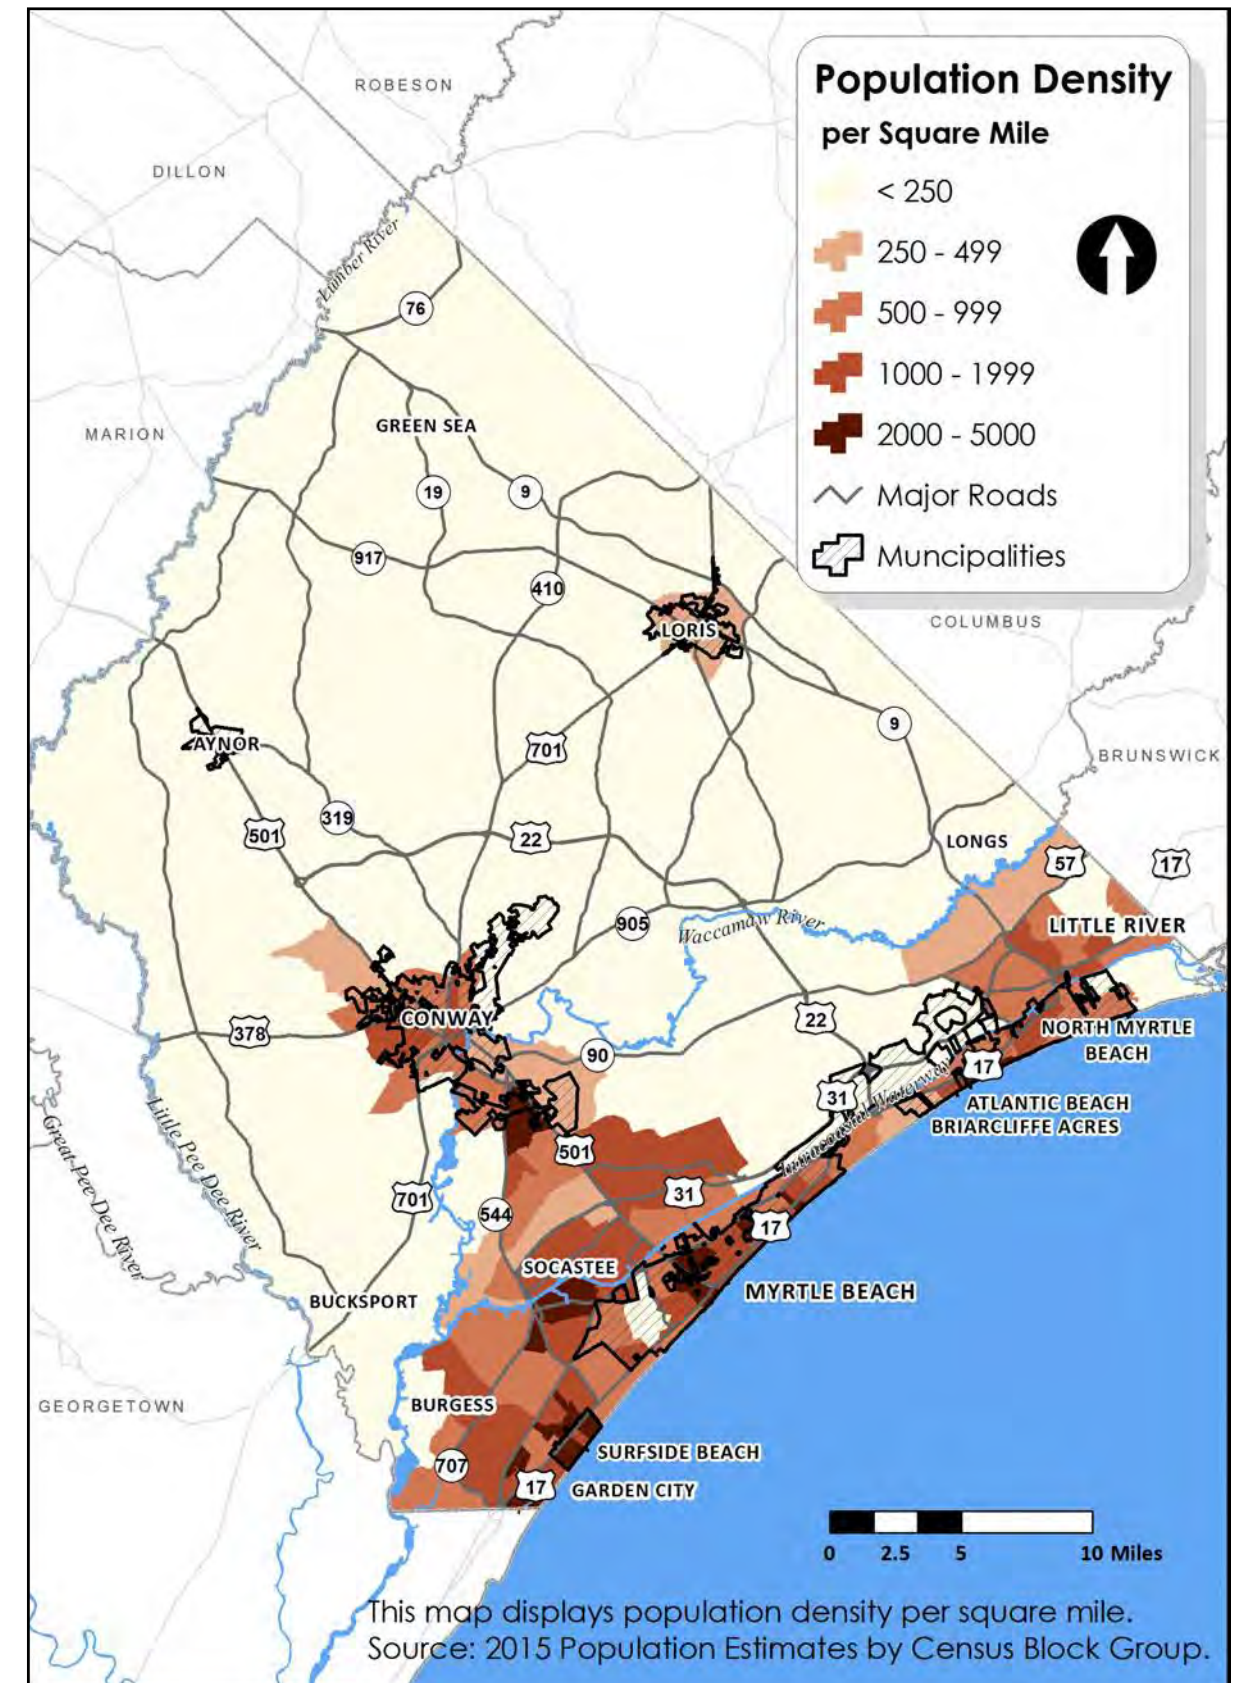 Population Density
per Square Mile
< 250
250 - 499
500 - 999
1000 - 1999
2000 - 5000
Major Roads
Muncipalities
ROBESON
DILLON
Lumber River
76
MARION
GREEN SEA
19
9
917
410
LORIS
COLUMBUS
AYNOR
9
701
BRUNSWICK
319
501
22
LONGS
57
17
905
Waccamaw River
LITTLE RIVER
CONWAY
378
22
NORTH MYRTLE
BEACH
90
17
31
Intracoastal Waterway
ATLANTIC BEACH
BRIARCLIFFE ACRES
Great Pee Dee River
Little Pee Dee River
501
701
31
544
17
SOCASTEE
MYRTLE BEACH
BUCKSPORT
GEORGETOWN
BURGESS
SURFSIDE BEACH
707
17
GARDEN CITY
0 2.5 5 10 Miles
This map displays population density per square mile.
Source: 2015 Population Estimates by Census Block Group.